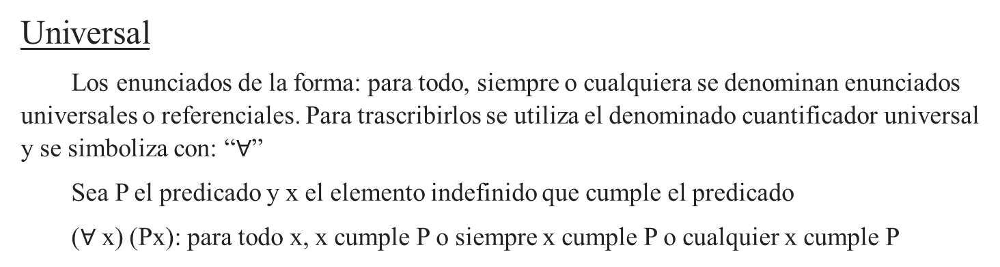 Universal
Los enunciados de la forma: para todo, siempre o cualquiera se denominan enunciados
universales o referenciales. Para trascribirlos se utiliza el denominado cuantificador universal
y se simboliza con: “∀”
Sea P el predicado y x el elemento indefinido que cumple el predicado
(∀ x) (Px): para todo x, x cumple P o siempre x cumple P o cualquier x cumple P